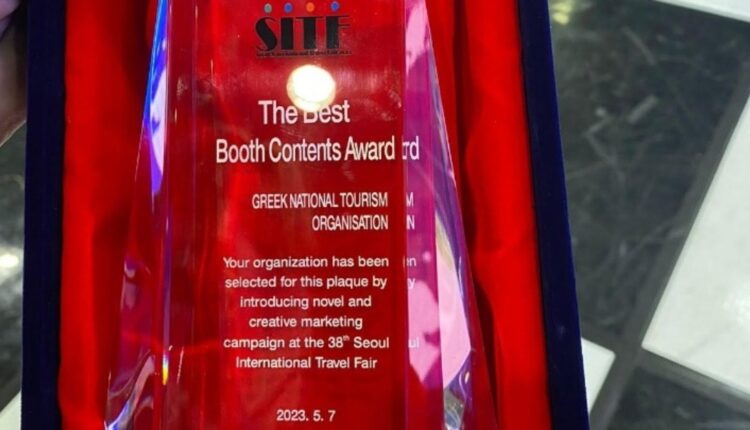 SITF
The Best
Booth Contents Award
GREEK NATIONAL TOURISM
ORGANISATION
Your organization has been
selected for this plaque by
introducing novel and
creative marketing
campaign at the 38th Seoul
International Travel Fair
2023. 5. 7